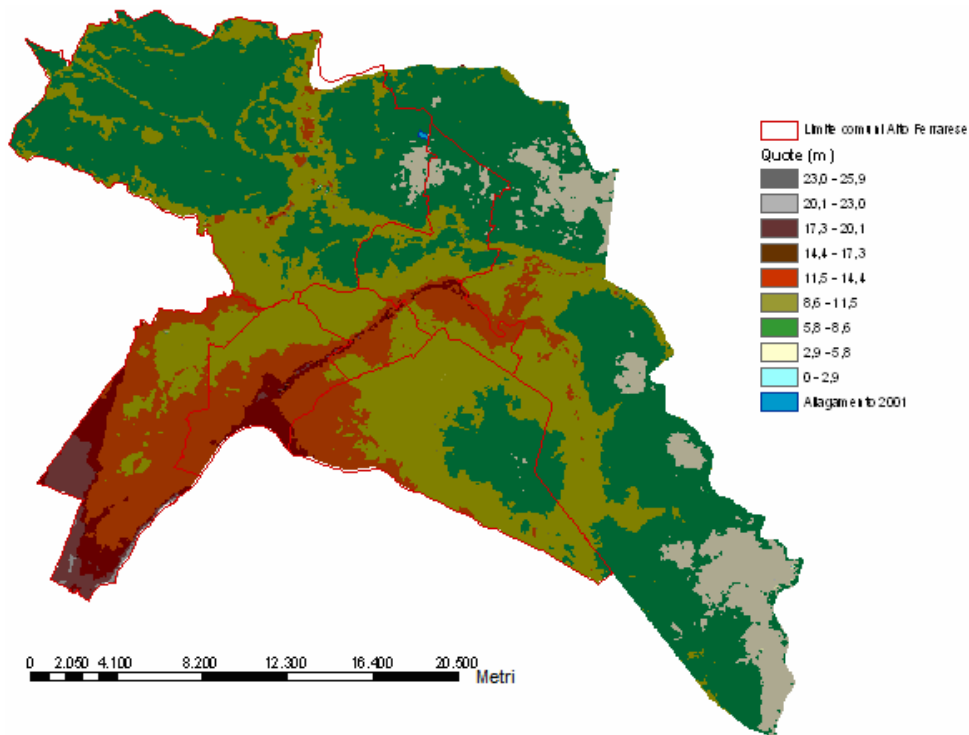 Limite comuni Alto Ferrarese
Quote (m)
23,0 - 25,9
20,1 - 23,0
17,3 - 20,1
14,4 - 17,3
11,5 - 14,4
8,6 - 11,5
5,8 - 8,6
2,9 - 5,8
0 - 2,9
Allagamento 2001
0 2.050 4.100 8.200 12.300 16.400 20.500
Metri